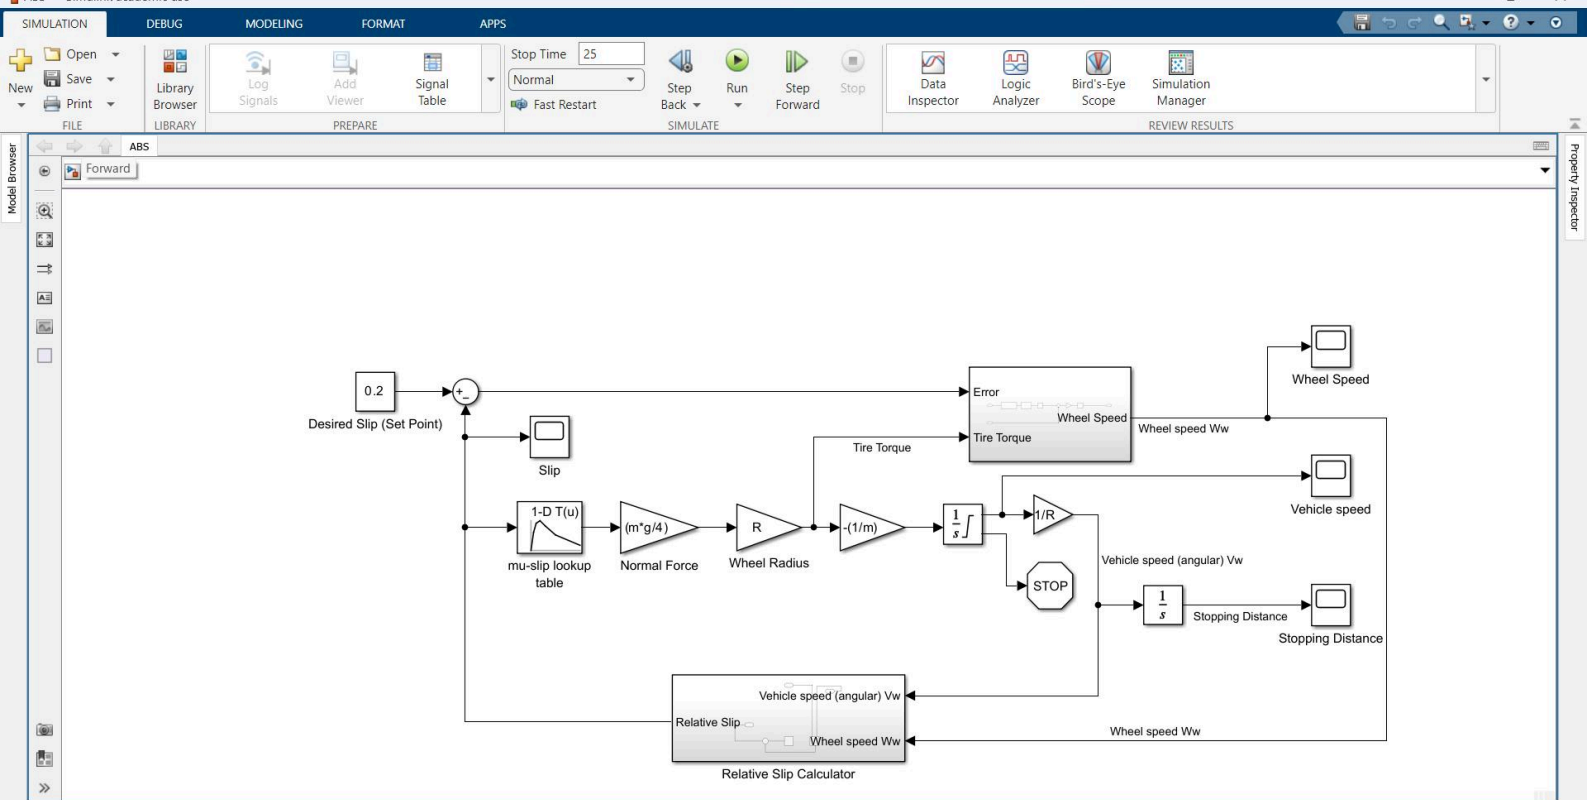 SIMULATION DEBUG MODELING FORMAT APPS
New
Open
Save
Print
FILE
Library
Browser
LIBRARY
Log
Signals
Add
Viewer
Signal
Table
PREPARE
Stop Time 25
Normal
Fast Restart
Step
Back
Run
Step
Forward
Stop
SIMULATE
Data
Inspector
Logic
Analyzer
Bird's-Eye
Scope
Simulation
Manager
REVIEW RESULTS
Model Browser
ABS
Forward
Property Inspector
Wheel Speed
0.2
Desired Slip (Set Point)
+
-
Error
Wheel Speed
Tire Torque
Wheel speed Ww
Tire Torque
Slip
Vehicle speed
1-D T(u)
mu-slip lookup
table
(m*g/4)
Normal Force
R
Wheel Radius
-(1/m)
1
s
1/R
Vehicle speed (angular) Vw
STOP
1
s
Stopping Distance
Stopping Distance
Vehicle speed (angular) Vw
Relative Slip
Wheel speed Ww
Wheel speed Ww
Relative Slip Calculator